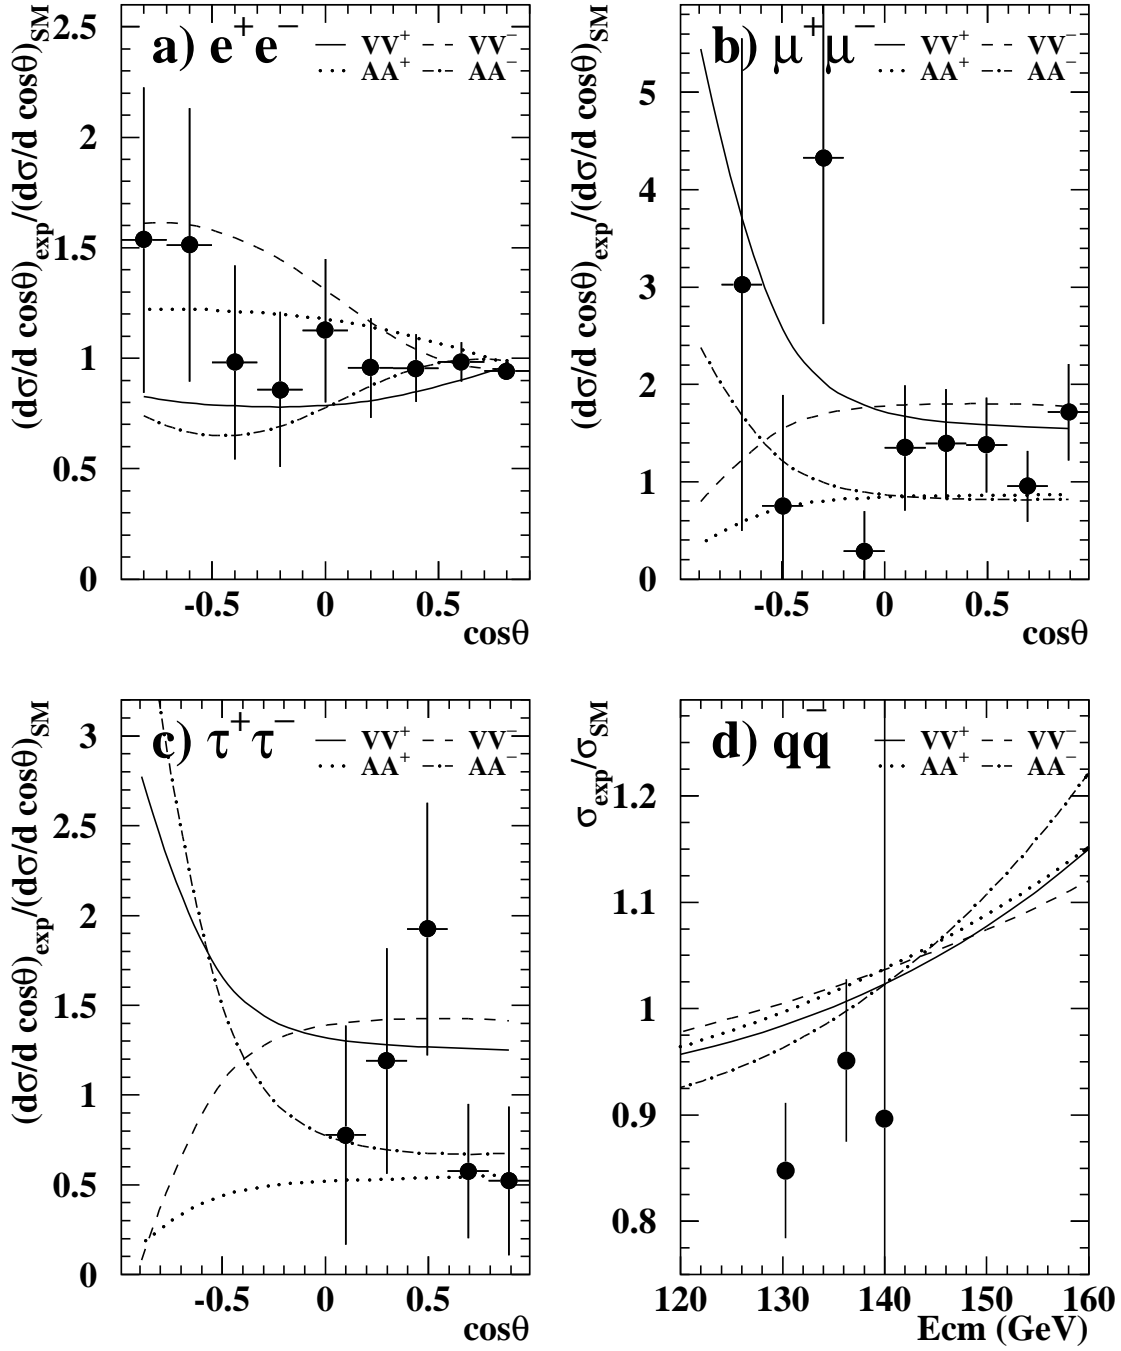 a) e⁺e⁻
VV⁺ VV⁻
AA⁺ AA⁻
(dσ/d cosθ)exp/(dσ/d cosθ)SM
2.5
2
1.5
1
0.5
0
-0.5 0 0.5
cosθ
b) μ⁺μ⁻
VV⁺ VV⁻
AA⁺ AA⁻
(dσ/d cosθ)exp/(dσ/d cosθ)SM
5
4
3
2
1
0
-0.5 0 0.5
cosθ
c) τ⁺τ⁻
VV⁺ VV⁻
AA⁺ AA⁻
(dσ/d cosθ)exp/(dσ/d cosθ)SM
3
2.5
2
1.5
1
0.5
0
-0.5 0 0.5
cosθ
d) qq̄
VV⁺ VV⁻
AA⁺ AA⁻
σexp/σSM
1.2
1.1
1
0.9
0.8
120 130 140 150 160
Ecm (GeV)